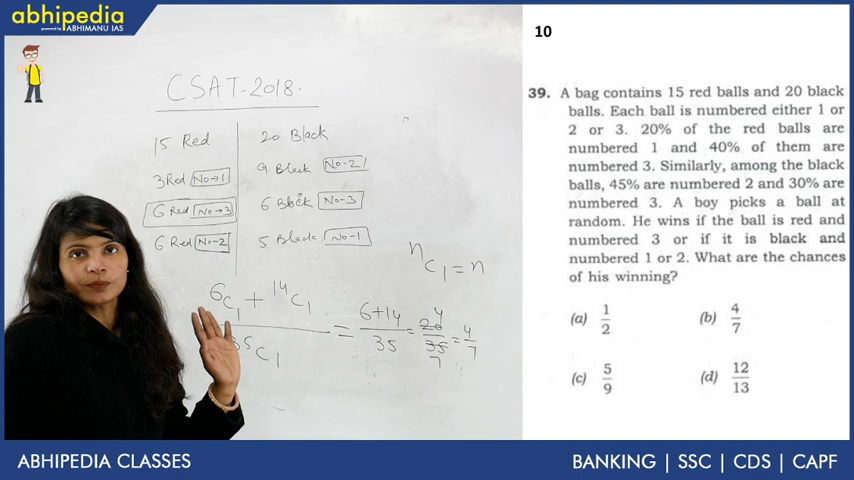 abhipedia
powered by ABHIMANU IAS
CSAT-2018.
15 Red
20 Black
3 Red No→1
9 Black No-2
6 Red No→3
6 Black No-3
6 Red No-2
5 Black No-1
nC1 = n
6C1 + 14C1
35C1
= 6+14
35
= 20 4
35 7
= 4
7
10
39. A bag contains 15 red balls and 20 black
balls. Each ball is numbered either 1 or
2 or 3. 20% of the red balls are
numbered 1 and 40% of them are
numbered 3. Similarly, among the black
balls, 45% are numbered 2 and 30% are
numbered 3. A boy picks a ball at
random. He wins if the ball is red and
numbered 3 or if it is black and
numbered 1 or 2. What are the chances
of his winning?
(a) 1/2
(b) 4/7
(c) 5/9
(d) 12/13
ABHIPEDIA CLASSES
BANKING | SSC | CDS | CAPF